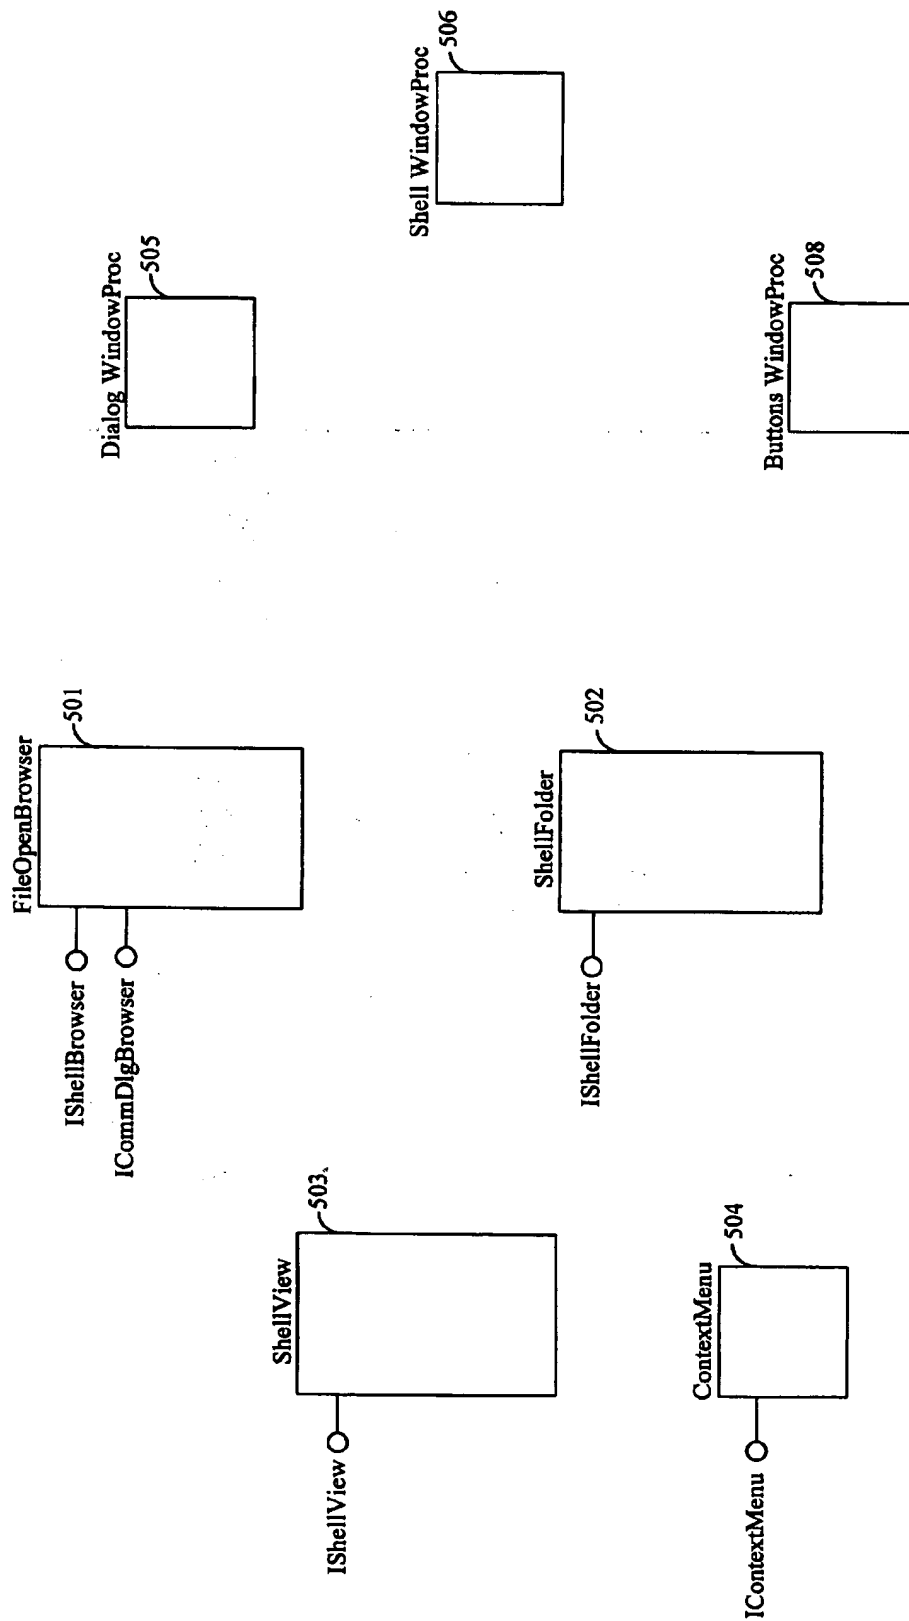 FileOpenBrowser
IShellBrowser
ICommDlgBrowser
501
Dialog WindowProc
505
ShellView
IShellView
503
Shell WindowProc
506
ShellFolder
IShellFolder
502
ContextMenu
IContextMenu
504
Buttons WindowProc
508